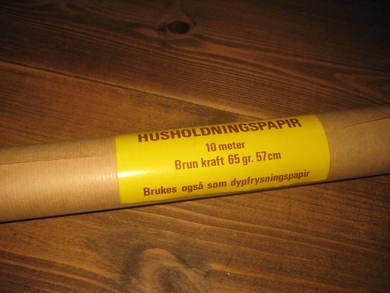 HUSHOLDNINGSPAPIR
10 meter
Brun kraft 65 gr. 57cm
Brukes også som dypfrysningspapir